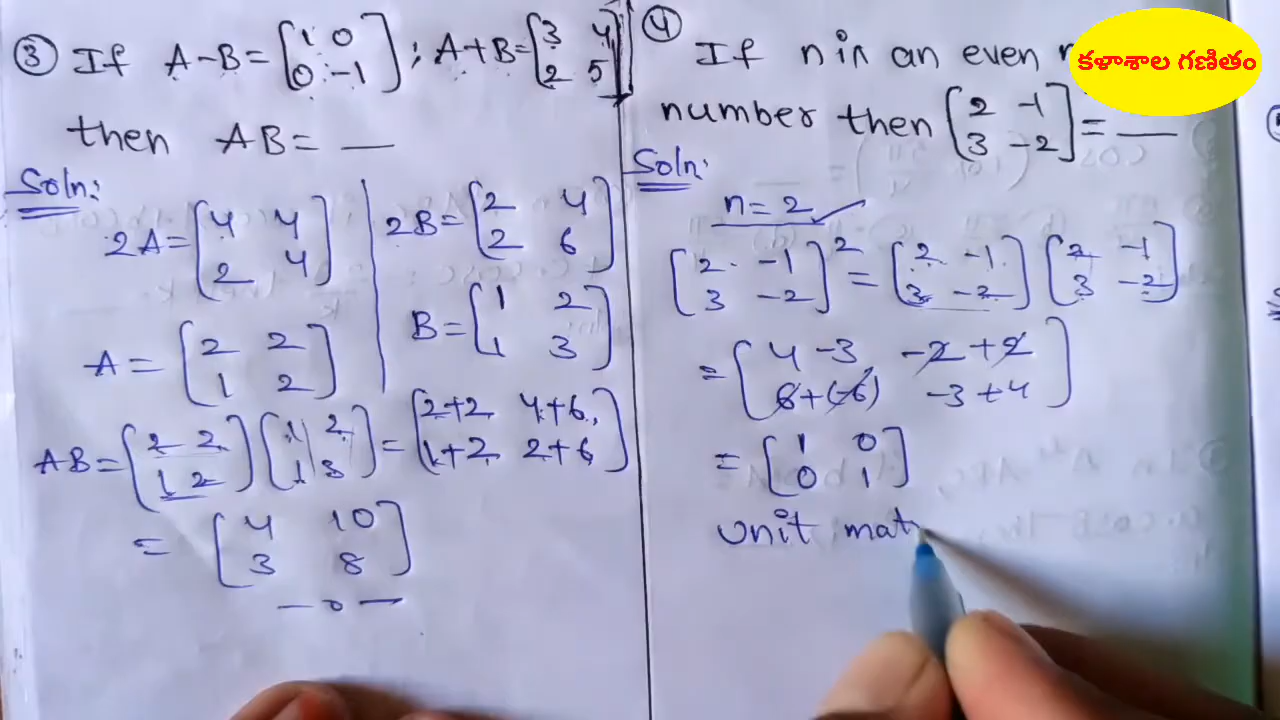 ③ If A-B=[1 0 0 -1]; A+B=[3 4 2 5]
then AB= __
Soln:
2A=[4 4 2 4]
A=[2 2 1 2]
2B=[2 4 2 6]
B=[1 2 1 3]
AB=[2 2 1 2][1 2 1 3]=[2+2 4+6 1+2 2+6]
=[4 10 3 8]
④ If n in an even
number then [2 -1 3 -2]= __
Soln:
n=2
[2 -1 3 -2]²=[2 -1 3 -2][2 -1 3 -2]
=[4-3 -2+2 6+(-6) -3+4]
=[1 0 0 1]
Unit mat
కళాశాల గణితం